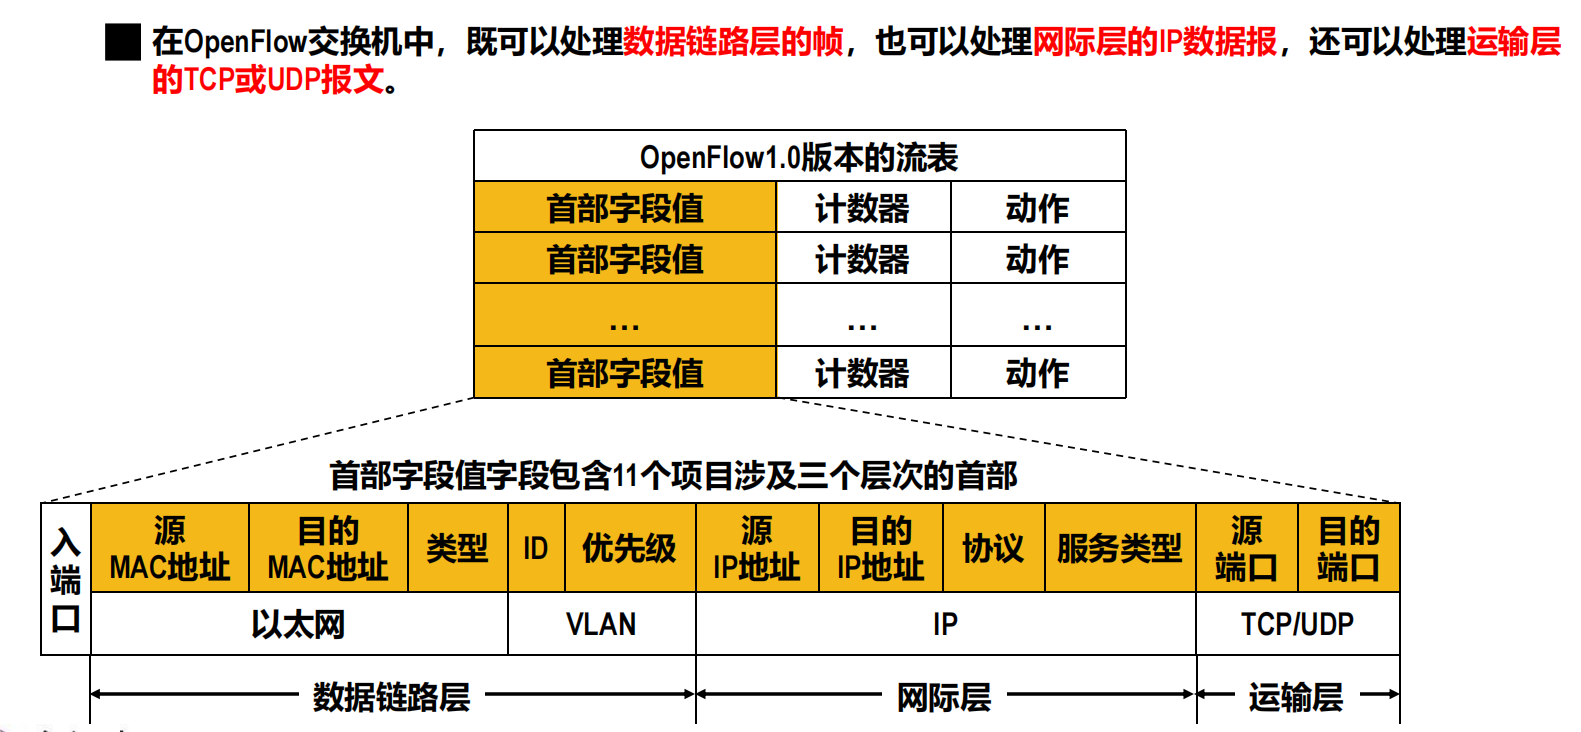 在OpenFlow交换机中，既可以处理数据链路层的帧，也可以处理网际层的IP数据报，还可以处理运输层
的TCP或UDP报文。
OpenFlow1.0版本的流表
首部字段值 计数器 动作
首部字段值 计数器 动作
… … …
首部字段值 计数器 动作
首部字段值字段包含11个项目涉及三个层次的首部
入端口
源MAC地址
目的MAC地址
类型
ID
优先级
源IP地址
目的IP地址
协议
服务类型
源端口
目的端口
以太网 VLAN IP TCP/UDP
数据链路层 网际层 运输层